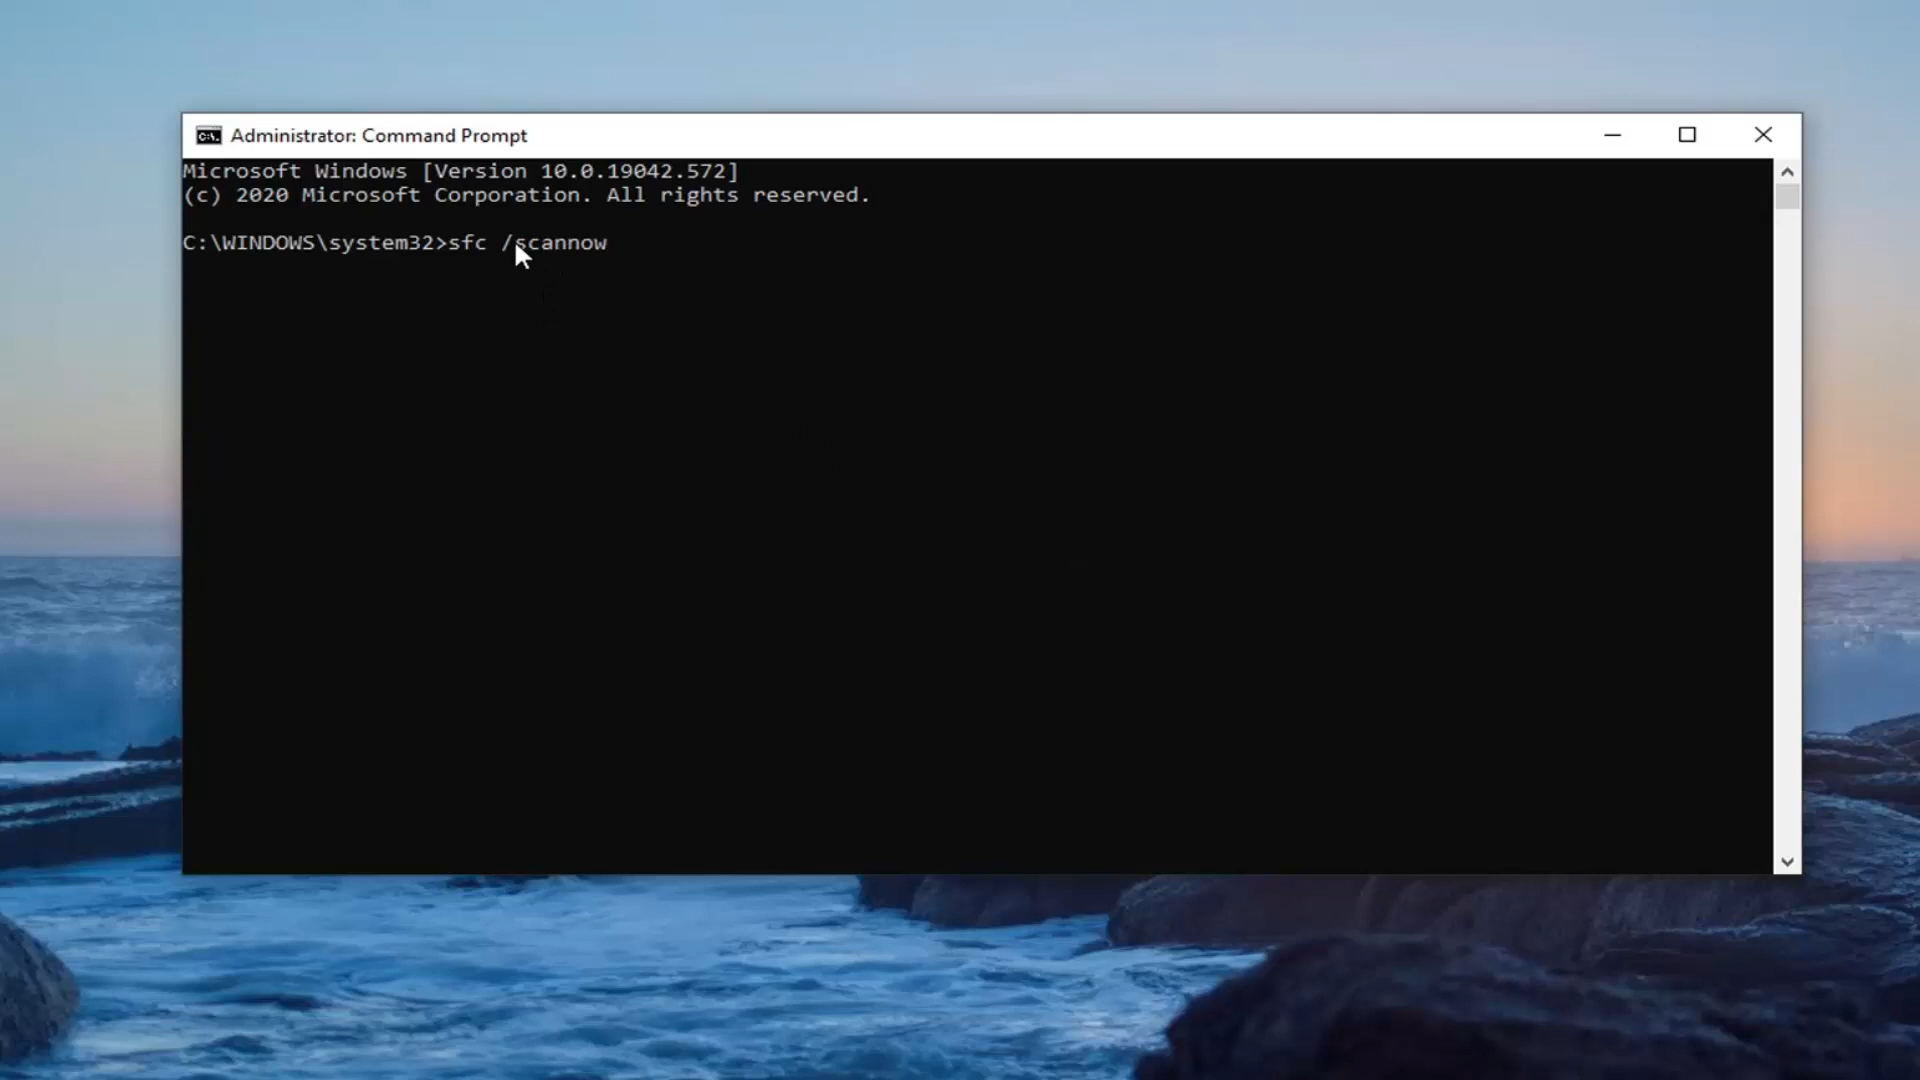 Administrator: Command Prompt
Microsoft Windows [Version 10.0.19042.572]
(c) 2020 Microsoft Corporation. All rights reserved.
C:\WINDOWS\system32>sfc /scannow